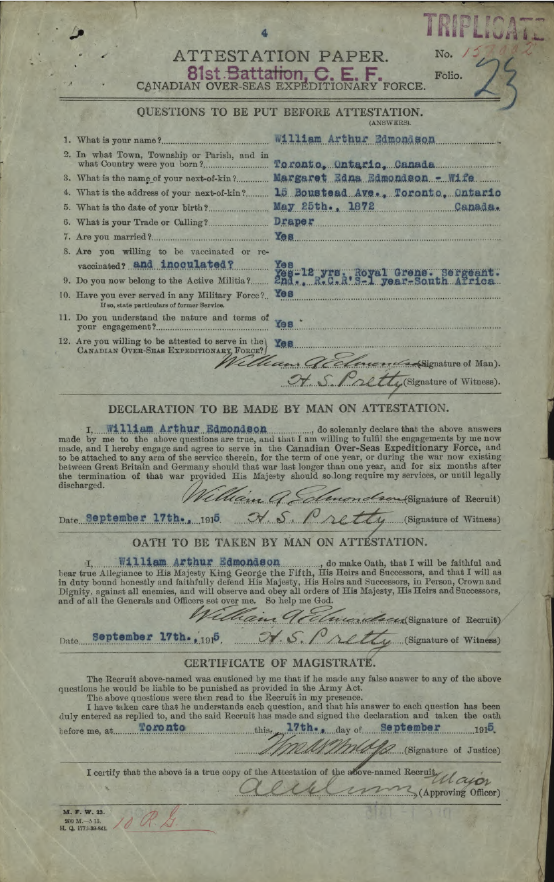 4
TRIPLICATE
ATTESTATION PAPER.
No.
81st. Battalion, C. E. F.
Folio. 23
CANADIAN OVER-SEAS EXPEDITIONARY FORCE.
QUESTIONS TO BE PUT BEFORE ATTESTATION.
(ANSWERS).
1. What is your name? William Arthur Edmondson
2. In what Town, Township or Parish, and in
what Country were you born? Toronto, Ontario, Canada
3. What is the name of your next-of-kin? Margaret Edna Edmondson - Wife
4. What is the address of your next-of-kin? 15 Boustead Ave., Toronto, Ontario
5. What is the date of your birth? May 25th., 1872 Canada.
6. What is your Trade or Calling? Draper
7. Are you married? Yes
8. Are you willing to be vaccinated or re-
vaccinated? and inoculated? Yes
Yes-12 yrs. Royal Grens. Sergeant.
9. Do you now belong to the Active Militia? 2nd., R.C.R'S-1 year-South Africa
10. Have you ever served in any Military Force? Yes
If so, state particulars of former Service.
11. Do you understand the nature and terms of
your engagement? Yes
12. Are you willing to be attested to serve in the
CANADIAN OVER-SEAS EXPEDITIONARY FORCE? Yes
William A Edmondson (Signature of Man).
H. S. Pretty (Signature of Witness).
DECLARATION TO BE MADE BY MAN ON ATTESTATION.
I, William Arthur Edmondson, do solemnly declare that the above answers
made by me to the above questions are true, and that I am willing to fulfil the engagements by me now
made, and I hereby engage and agree to serve in the Canadian Over-Seas Expeditionary Force, and
to be attached to any arm of the service therein, for the term of one year, or during the war now existing
between Great Britain and Germany should that war last longer than one year, and for six months after
the termination of that war provided His Majesty should so long require my services, or until legally
discharged.
William A Edmondson (Signature of Recruit)
Date September 17th., 1915 H. S. Pretty (Signature of Witness)
OATH TO BE TAKEN BY MAN ON ATTESTATION.
I, William Arthur Edmondson, do make Oath, that I will be faithful and
bear true Allegiance to His Majesty King George the Fifth, His Heirs and Successors, and that I will as
in duty bound honestly and faithfully defend His Majesty, His Heirs and Successors, in Person, Crown and
Dignity, against all enemies, and will observe and obey all orders of His Majesty, His Heirs and Successors,
and of all the Generals and Officers set over me. So help me God.
William A Edmondson (Signature of Recruit)
Date September 17th., 1915 H. S. Pretty (Signature of Witness)
CERTIFICATE OF MAGISTRATE.
The Recruit above-named was cautioned by me that if he made any false answer to any of the above
questions he would be liable to be punished as provided in the Army Act.
The above questions were then read to the Recruit in my presence.
I have taken care that he understands each question, and that his answer to each question has been
duly entered as replied to, and the said Recruit has made and signed the declaration and taken the oath
before me, at Toronto this 17th., day of September 1915
(Signature of Justice)
I certify that the above is a true copy of the Attestation of the above-named Recruit.
Major
(Approving Officer)
M. F. W. 23.
10 R.G.